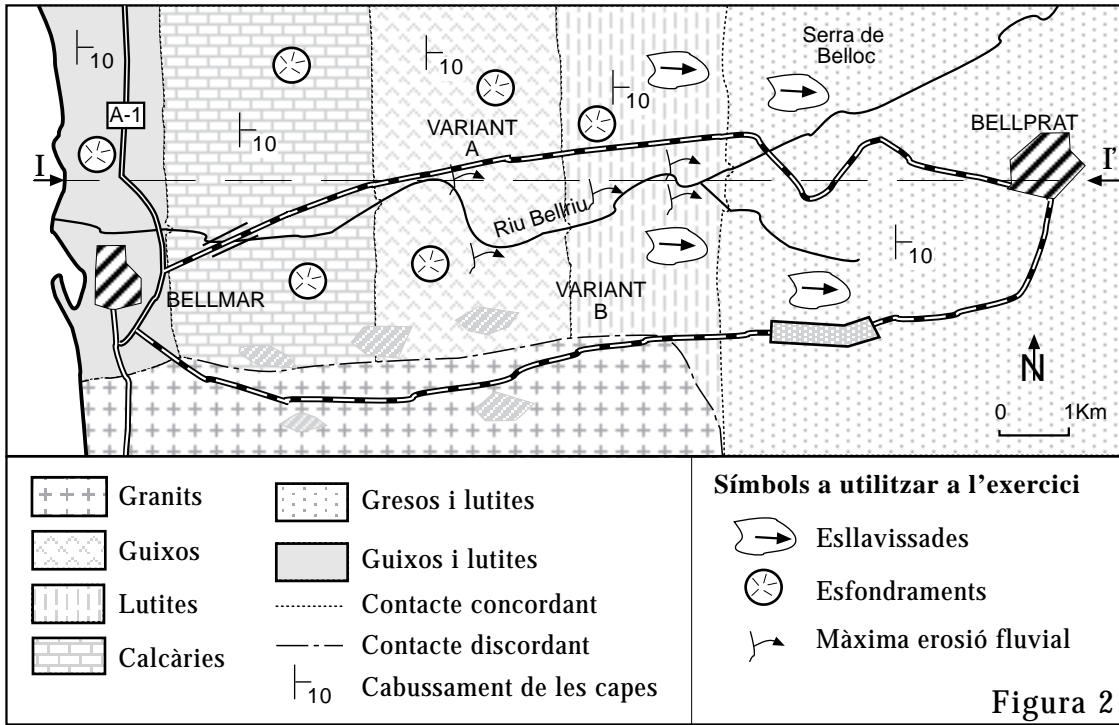 10
10
10
10
10
10
A-1
Serra de
Belloc
VARIANT
A
BELLPRAT
I
I'
Riu Bellriu
BELLMAR
VARIANT
B
N
0 1Km
Granits
Guixos
Lutites
Calcàries
Gresos i lutites
Guixos i lutites
Contacte concordant
Contacte discordant
10 Cabussament de les capes
Símbols a utilitzar a l'exercici
Esllavissades
Esfondraments
Màxima erosió fluvial
Figura 2